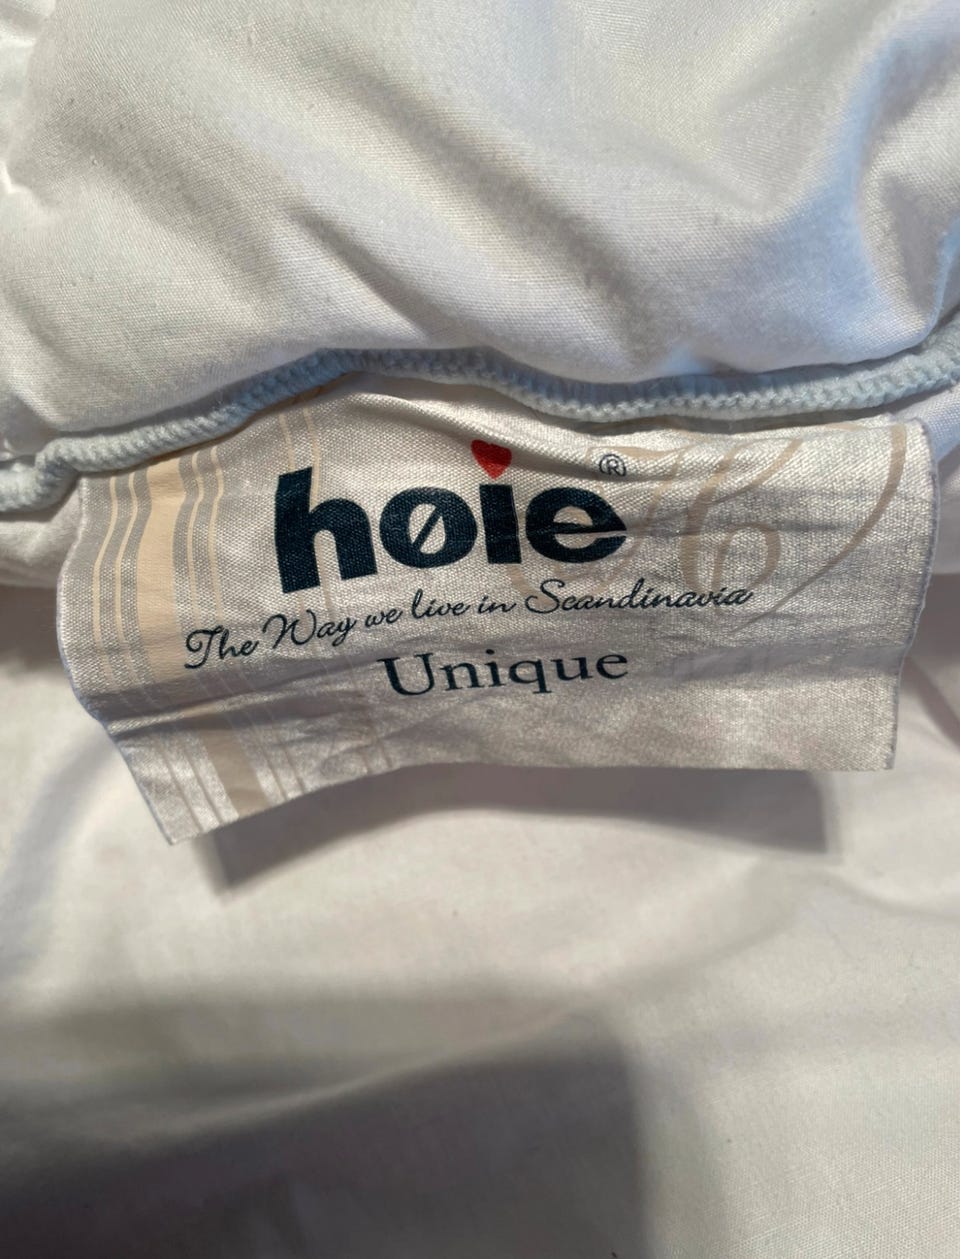 høie®
The Way we live in Scandinavia
Unique